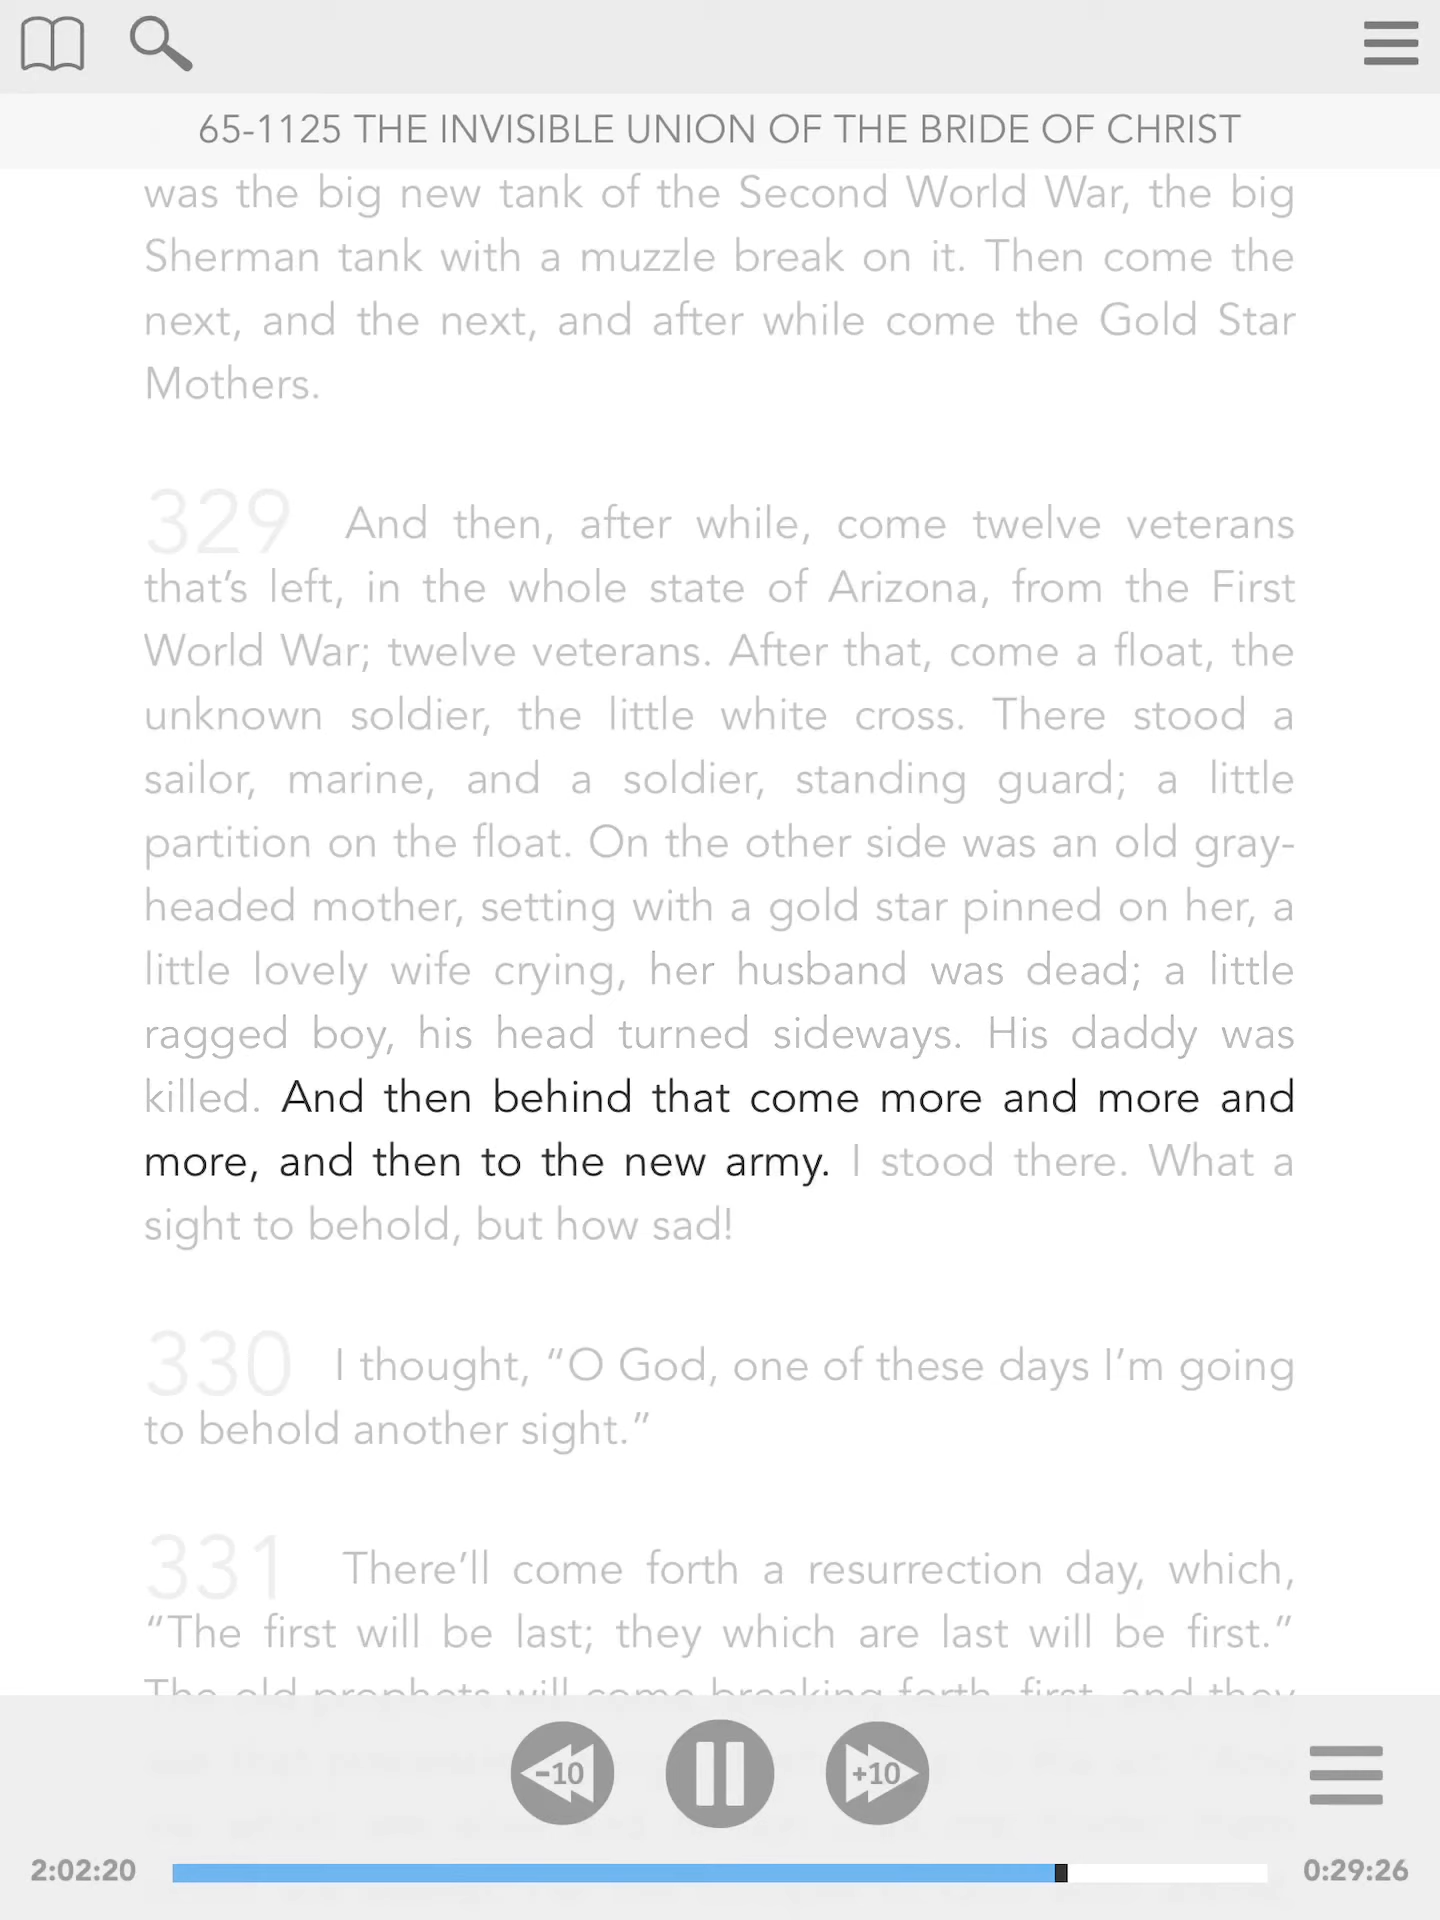 65-1125 THE INVISIBLE UNION OF THE BRIDE OF CHRIST
was the big new tank of the Second World War, the big
Sherman tank with a muzzle break on it. Then come the
next, and the next, and after while come the Gold Star
Mothers.
329 And then, after while, come twelve veterans
that’s left, in the whole state of Arizona, from the First
World War; twelve veterans. After that, come a float, the
unknown soldier, the little white cross. There stood a
sailor, marine, and a soldier, standing guard; a little
partition on the float. On the other side was an old gray-
headed mother, setting with a gold star pinned on her, a
little lovely wife crying, her husband was dead; a little
ragged boy, his head turned sideways. His daddy was
killed. And then behind that come more and more and
more, and then to the new army. I stood there. What a
sight to behold, but how sad!
330 I thought, “O God, one of these days I’m going
to behold another sight.”
331 There’ll come forth a resurrection day, which,
“The first will be last; they which are last will be first.”
The old prophets will come breaking forth, first, and they
-10 +10
2:02:20 0:29:26